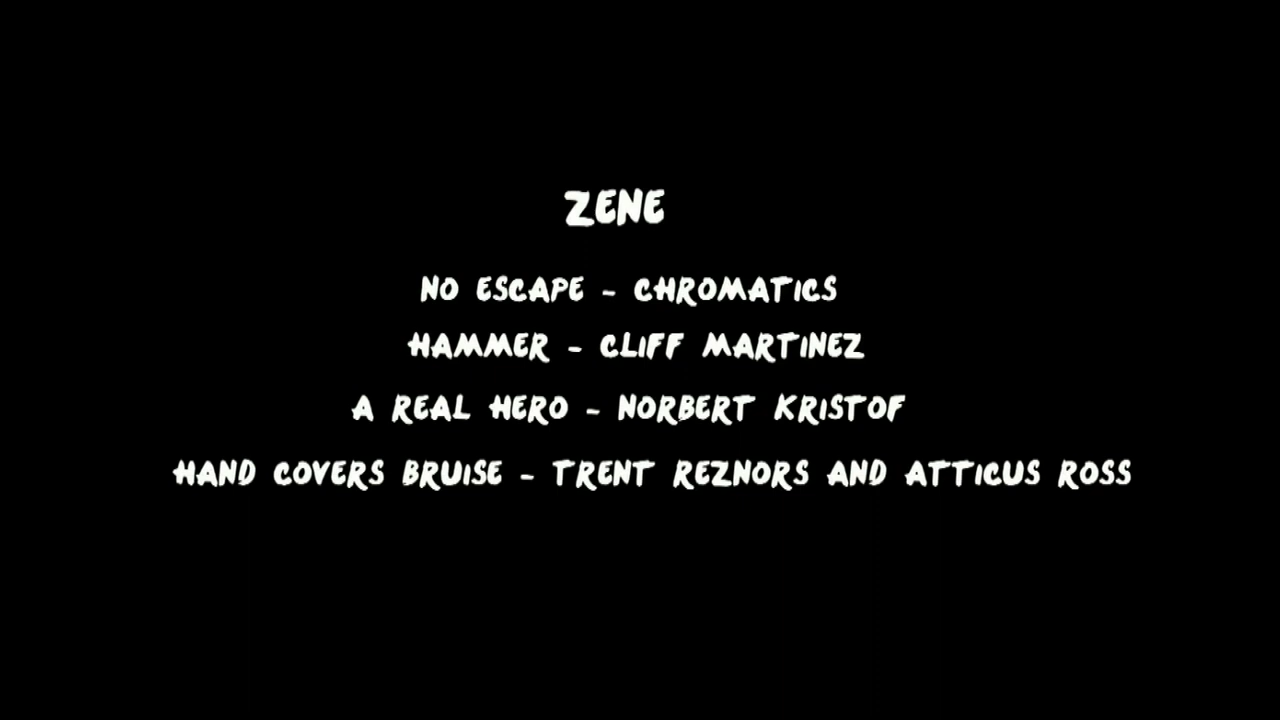 ZENE
NO ESCAPE - CHROMATICS
HAMMER - CLIFF MARTINEZ
A REAL HERO - NORBERT KRISTOF
HAND COVERS BRUISE - TRENT REZNORS AND ATTICUS ROSS